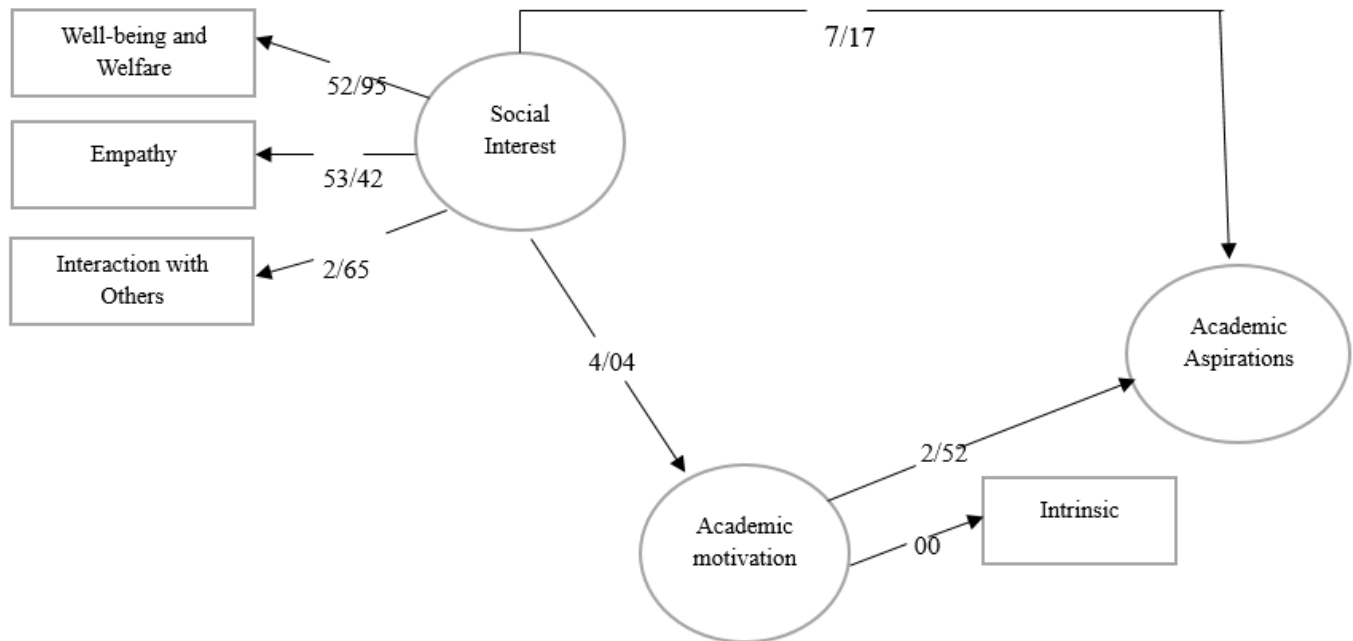 Well-being and
Welfare
52/95
7/17
Social
Interest
Empathy
53/42
Interaction with
Others
2/65
4/04
Academic
Aspirations
2/52
Academic
motivation
00
Intrinsic